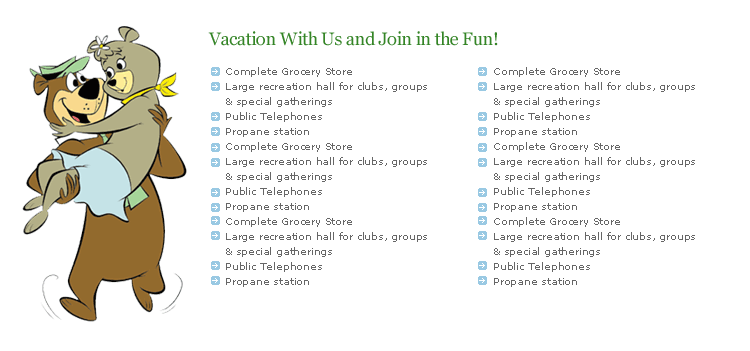 Vacation With Us and Join in the Fun!
Complete Grocery Store
Large recreation hall for clubs, groups
& special gatherings
Public Telephones
Propane station
Complete Grocery Store
Large recreation hall for clubs, groups
& special gatherings
Public Telephones
Propane station
Complete Grocery Store
Large recreation hall for clubs, groups
& special gatherings
Public Telephones
Propane station
Complete Grocery Store
Large recreation hall for clubs, groups
& special gatherings
Public Telephones
Propane station
Complete Grocery Store
Large recreation hall for clubs, groups
& special gatherings
Public Telephones
Propane station
Complete Grocery Store
Large recreation hall for clubs, groups
& special gatherings
Public Telephones
Propane station